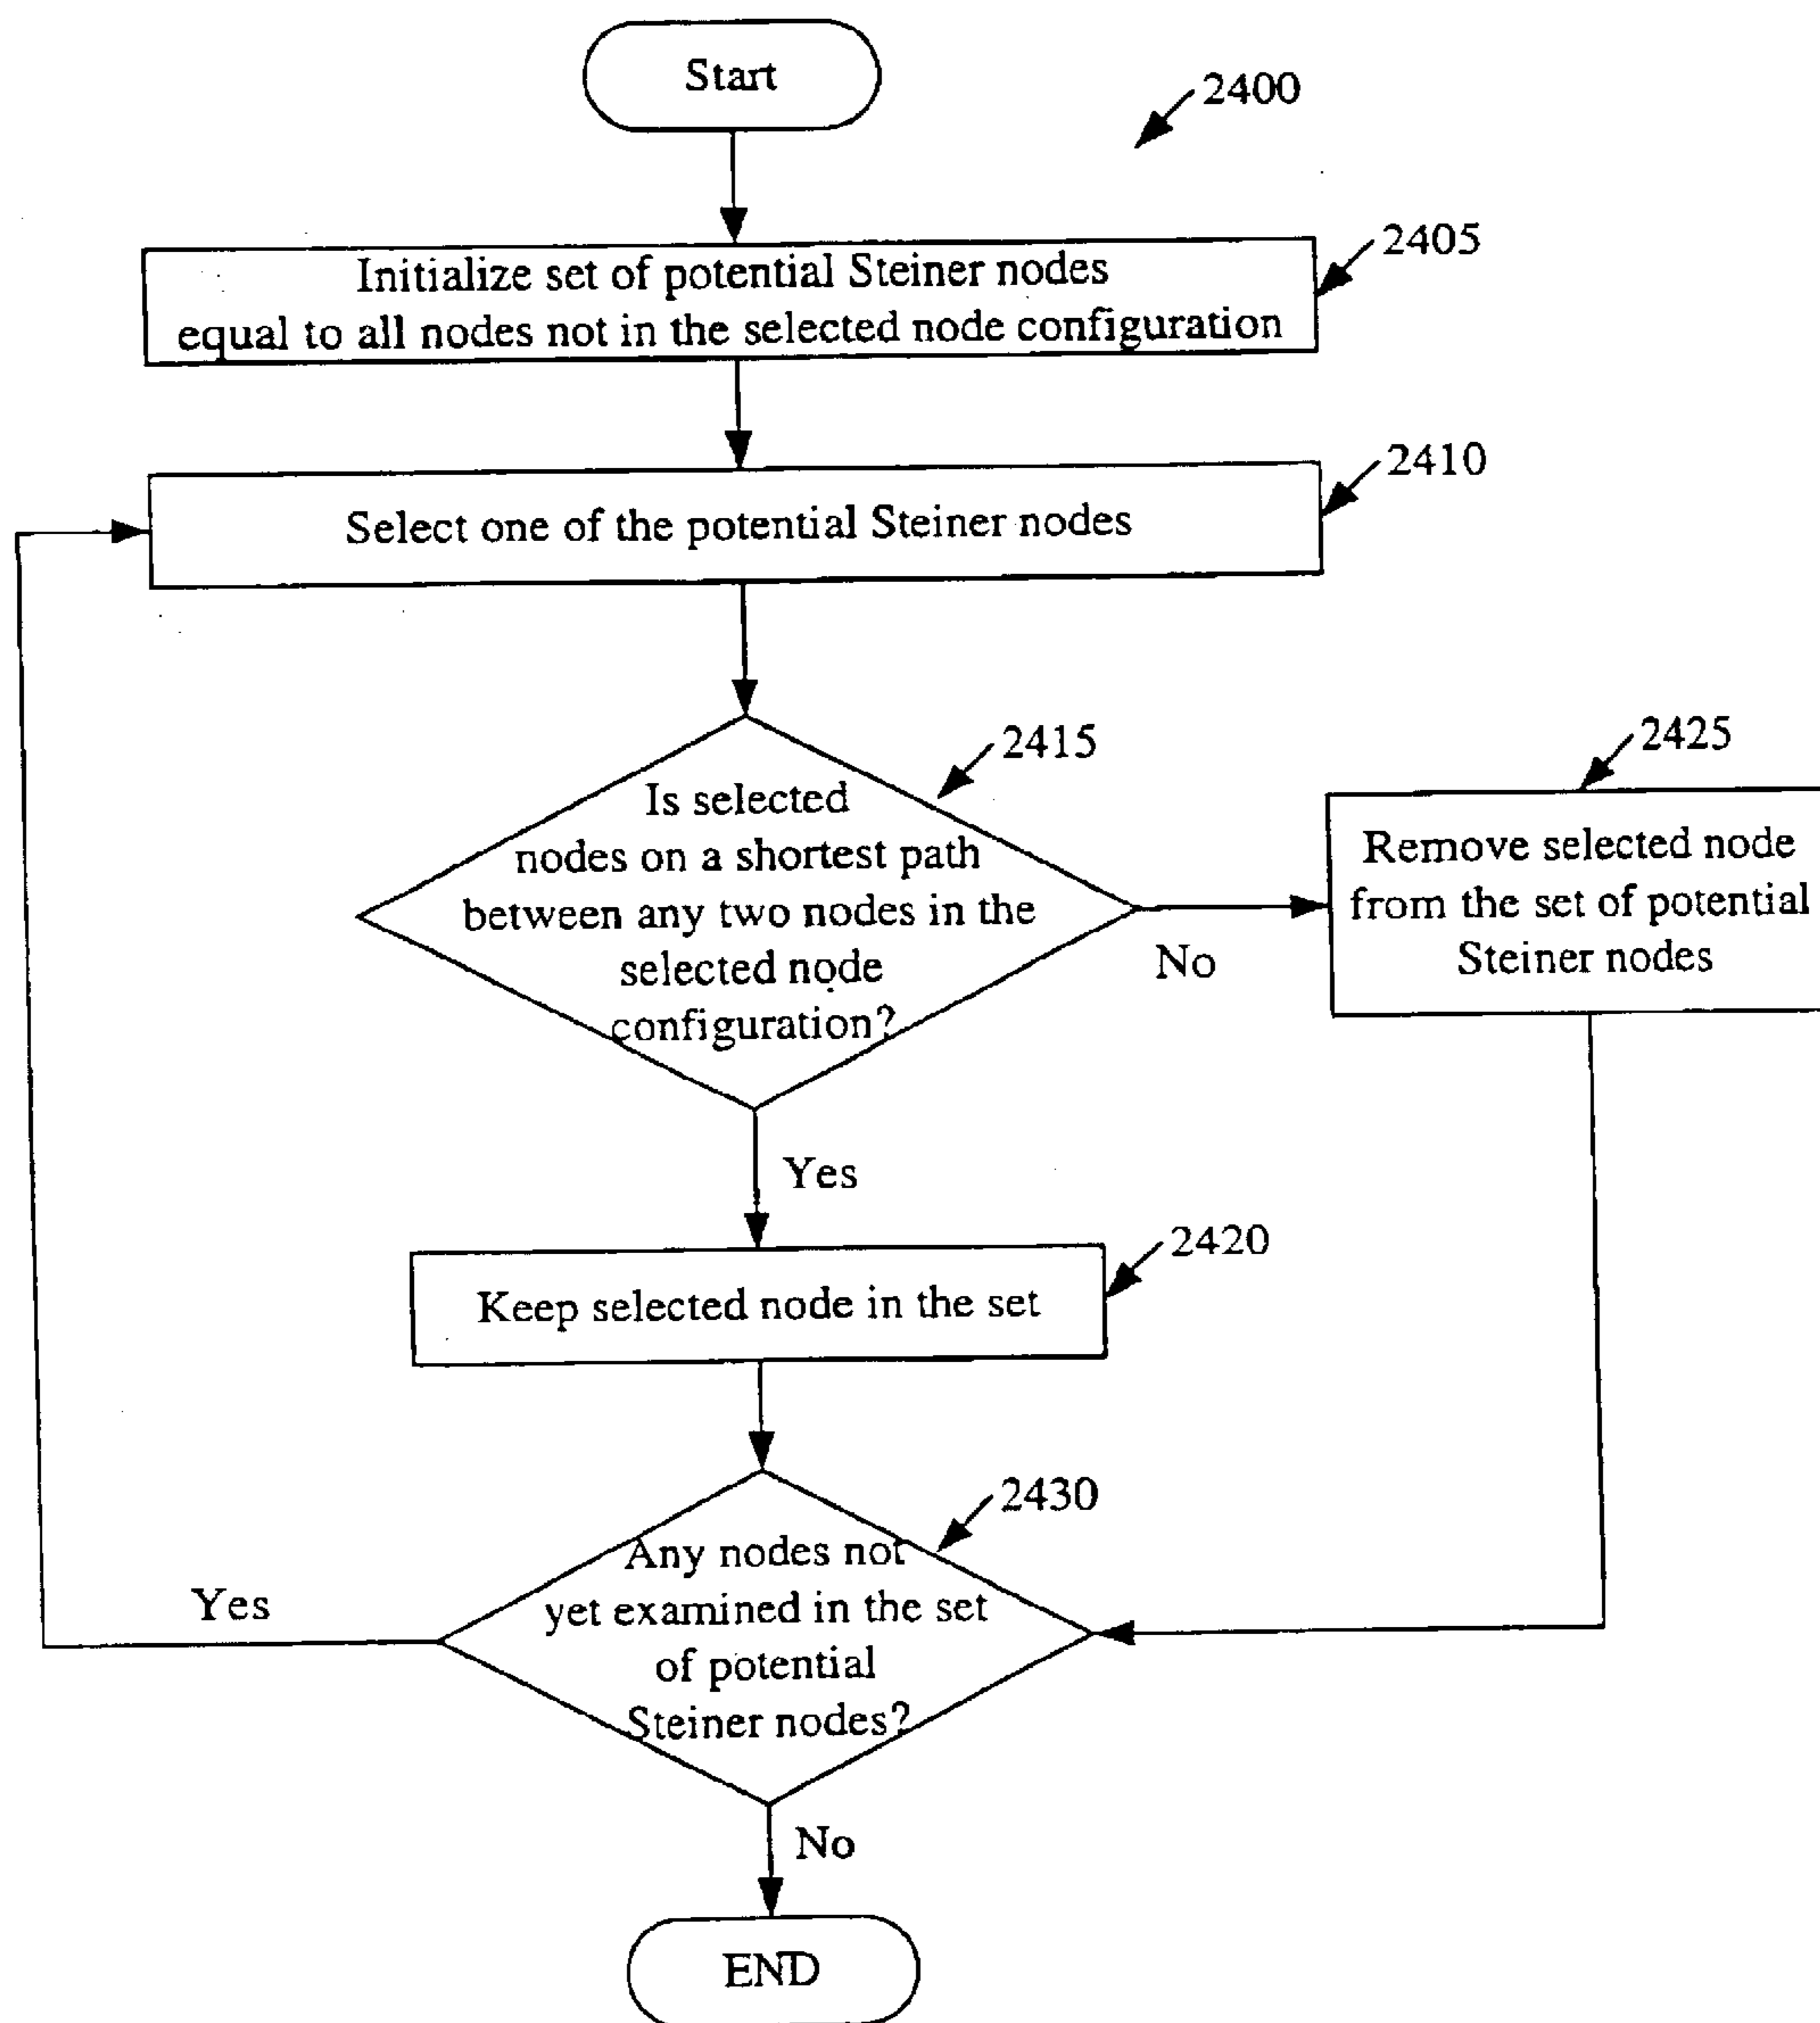 Start
2400
2405
Initialize set of potential Steiner nodes
equal to all nodes not in the selected node configuration
2410
Select one of the potential Steiner nodes
2415
Is selected
nodes on a shortest path
between any two nodes in the
selected node
configuration?
No
2425
Remove selected node
from the set of potential
Steiner nodes
Yes
2420
Keep selected node in the set
2430
Any nodes not
yet examined in the set
of potential
Steiner nodes?
Yes
No
END